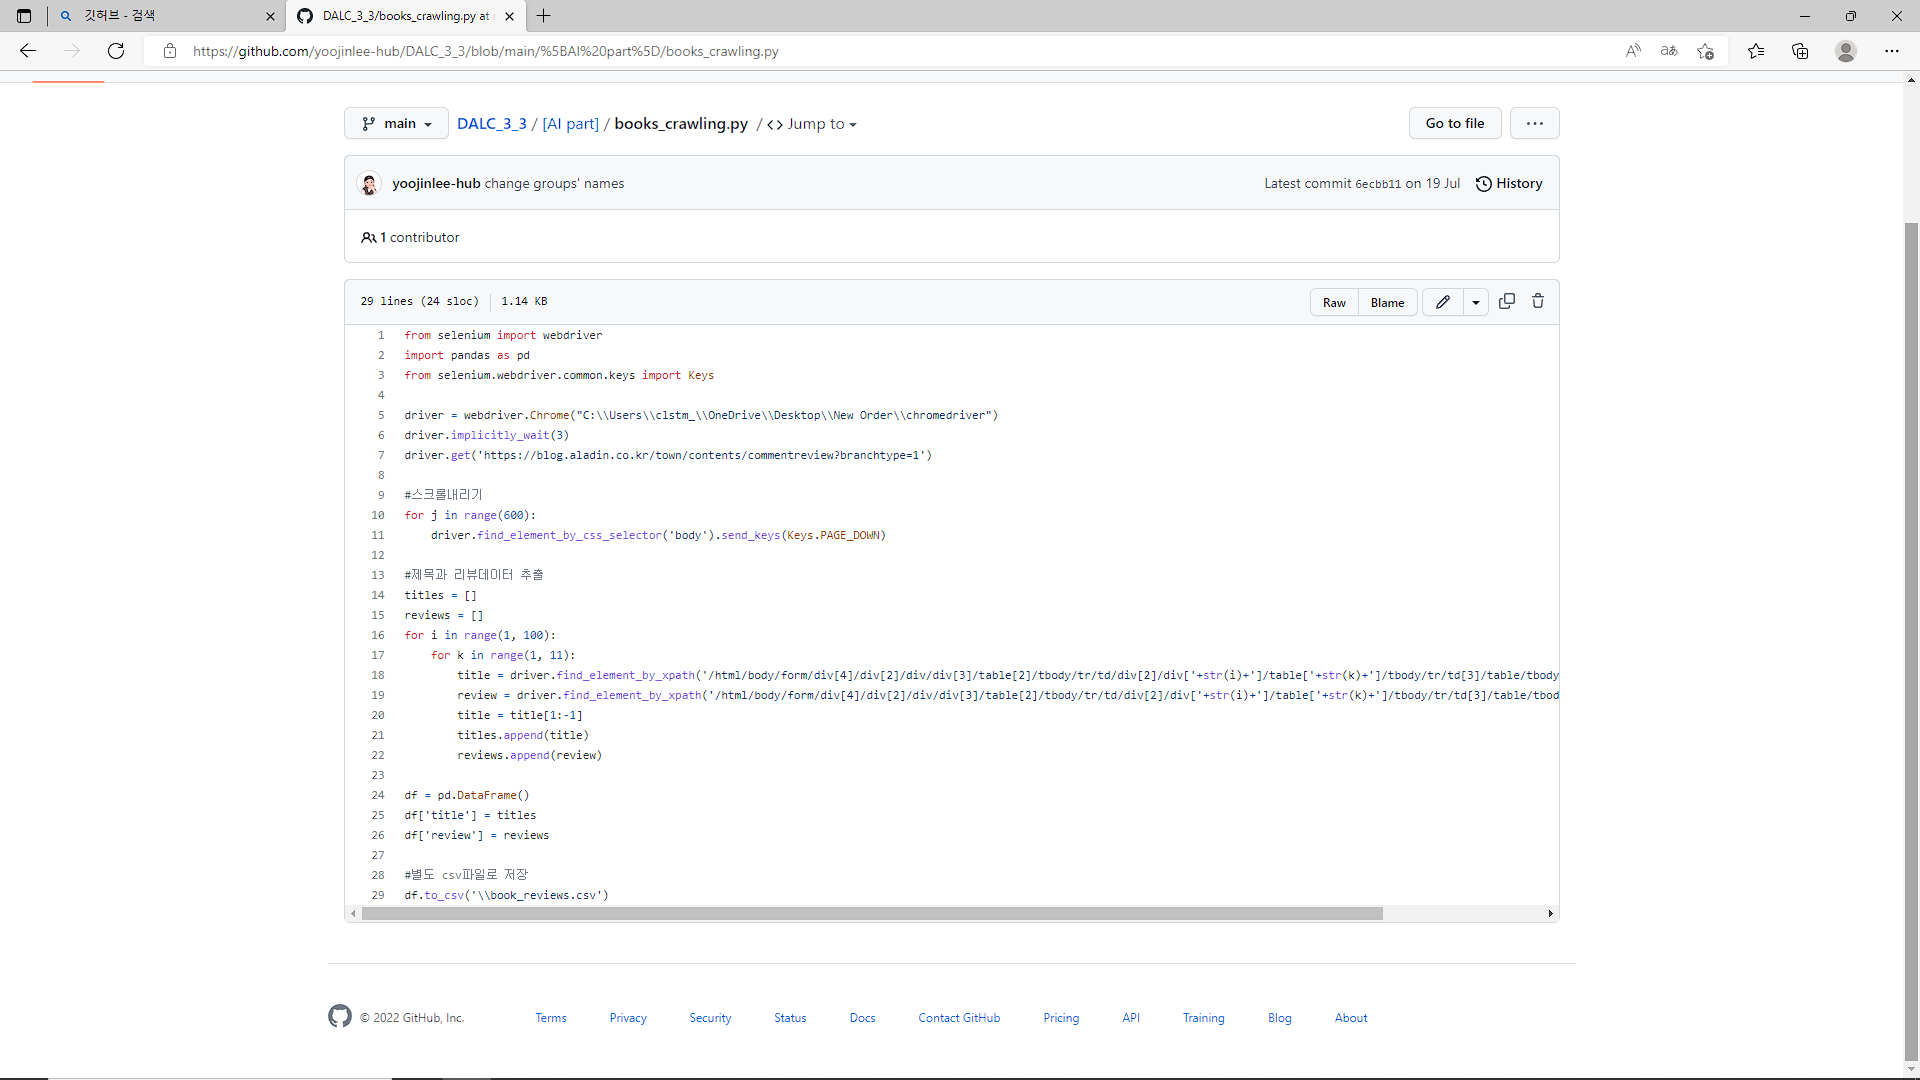 깃허브 - 검색
DALC_3_3/books_crawling.py at
https://github.com/yoojinlee-hub/DALC_3_3/blob/main/%5BAI%20part%5D/books_crawling.py
main
DALC_3_3 / [AI part] / books_crawling.py / <> Jump to
Go to file
yoojinlee-hub change groups' names
Latest commit 6ecbb11 on 19 Jul
History
1 contributor
29 lines (24 sloc) 1.14 KB
Raw Blame
1 from selenium import webdriver
2 import pandas as pd
3 from selenium.webdriver.common.keys import Keys
4
5 driver = webdriver.Chrome("C:\\Users\\clstm_\\OneDrive\\Desktop\\New Order\\chromedriver")
6 driver.implicitly_wait(3)
7 driver.get('https://blog.aladin.co.kr/town/contents/commentreview?branchtype=1')
8
9 #스크롤내리기
10 for j in range(600):
11     driver.find_element_by_css_selector('body').send_keys(Keys.PAGE_DOWN)
12
13 #제목과 리뷰데이터 추출
14 titles = []
15 reviews = []
16 for i in range(1, 100):
17     for k in range(1, 11):
18         title = driver.find_element_by_xpath('/html/body/form/div[4]/div[2]/div/div[3]/table[2]/tbody/tr/td/div[2]/div['+str(i)+']/table['+str(k)+']/tbody/tr/td[3]/table/tbody
19         review = driver.find_element_by_xpath('/html/body/form/div[4]/div[2]/div/div[3]/table[2]/tbody/tr/td/div[2]/div['+str(i)+']/table['+str(k)+']/tbody/tr/td[3]/table/tbod
20         title = title[1:-1]
21         titles.append(title)
22         reviews.append(review)
23
24 df = pd.DataFrame()
25 df['title'] = titles
26 df['review'] = reviews
27
28 #별도 csv파일로 저장
29 df.to_csv('\\book_reviews.csv')
© 2022 GitHub, Inc. Terms Privacy Security Status Docs Contact GitHub Pricing API Training Blog About